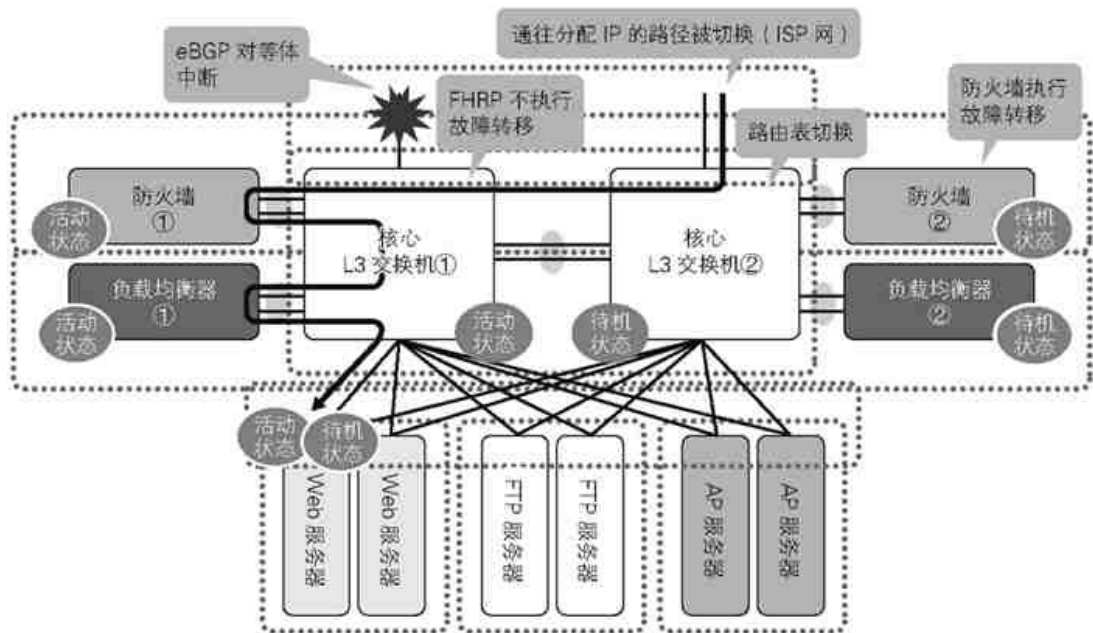 通往分配 IP 的路径被切换（ISP 网）
eBGP 对等体
中断
FHRP 不执行
故障转移
防火墙执行
故障转移
路由表切换
防火墙
①
活动
状态
核心
L3 交换机①
核心
L3 交换机②
防火墙
②
待机
状态
负载均衡器
①
活动
状态
活动
状态
待机
状态
负载均衡器
②
待机
状态
活动
状态
待机
状态
Web 服务器
Web 服务器
FTP 服务器
FTP 服务器
AP 服务器
AP 服务器